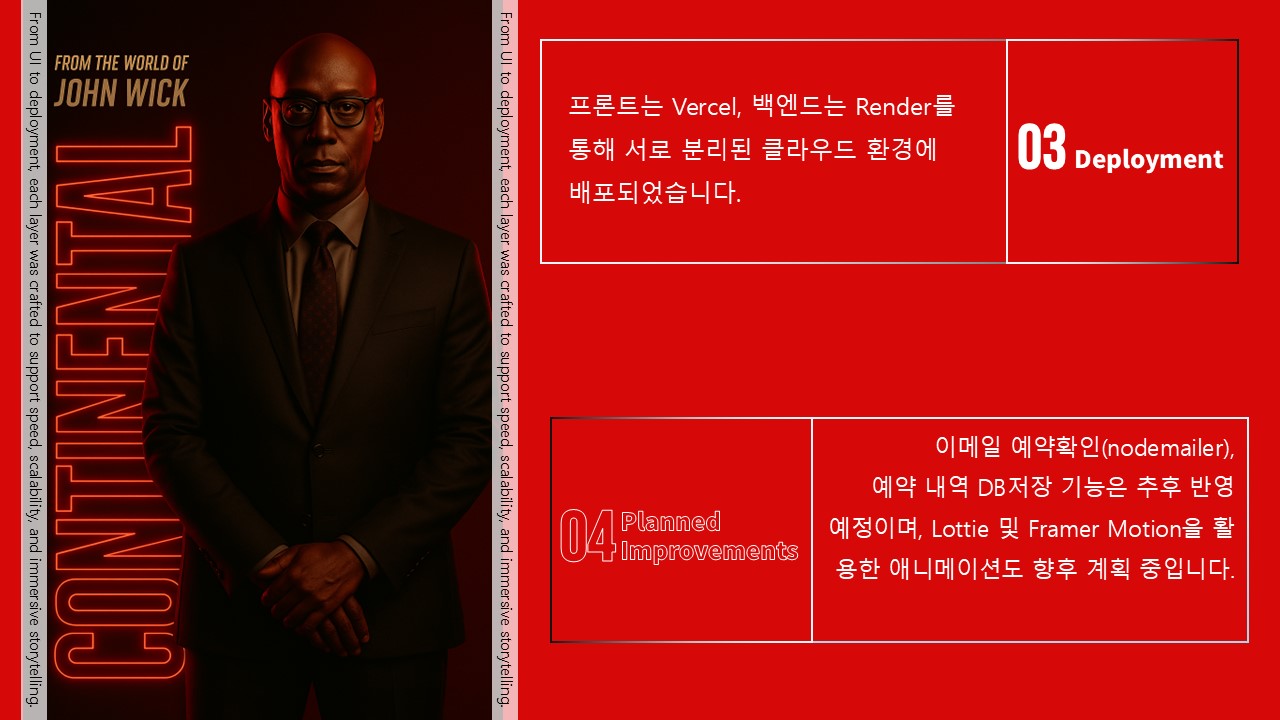 From UI to deployment, each layer was crafted to support speed, scalability, and immersive storytelling.
FROM THE WORLD OF
JOHN WICK
CONTINENTAL
From UI to deployment, each layer was crafted to support speed, scalability, and immersive storytelling.
프론트는 Vercel, 백엔드는 Render를
통해 서로 분리된 클라우드 환경에
배포되었습니다.
03 Deployment
04 Planned
Improvements
이메일 예약확인(nodemailer),
예약 내역 DB저장 기능은 추후 반영
예정이며, Lottie 및 Framer Motion을 활
용한 애니메이션도 향후 계획 중입니다.